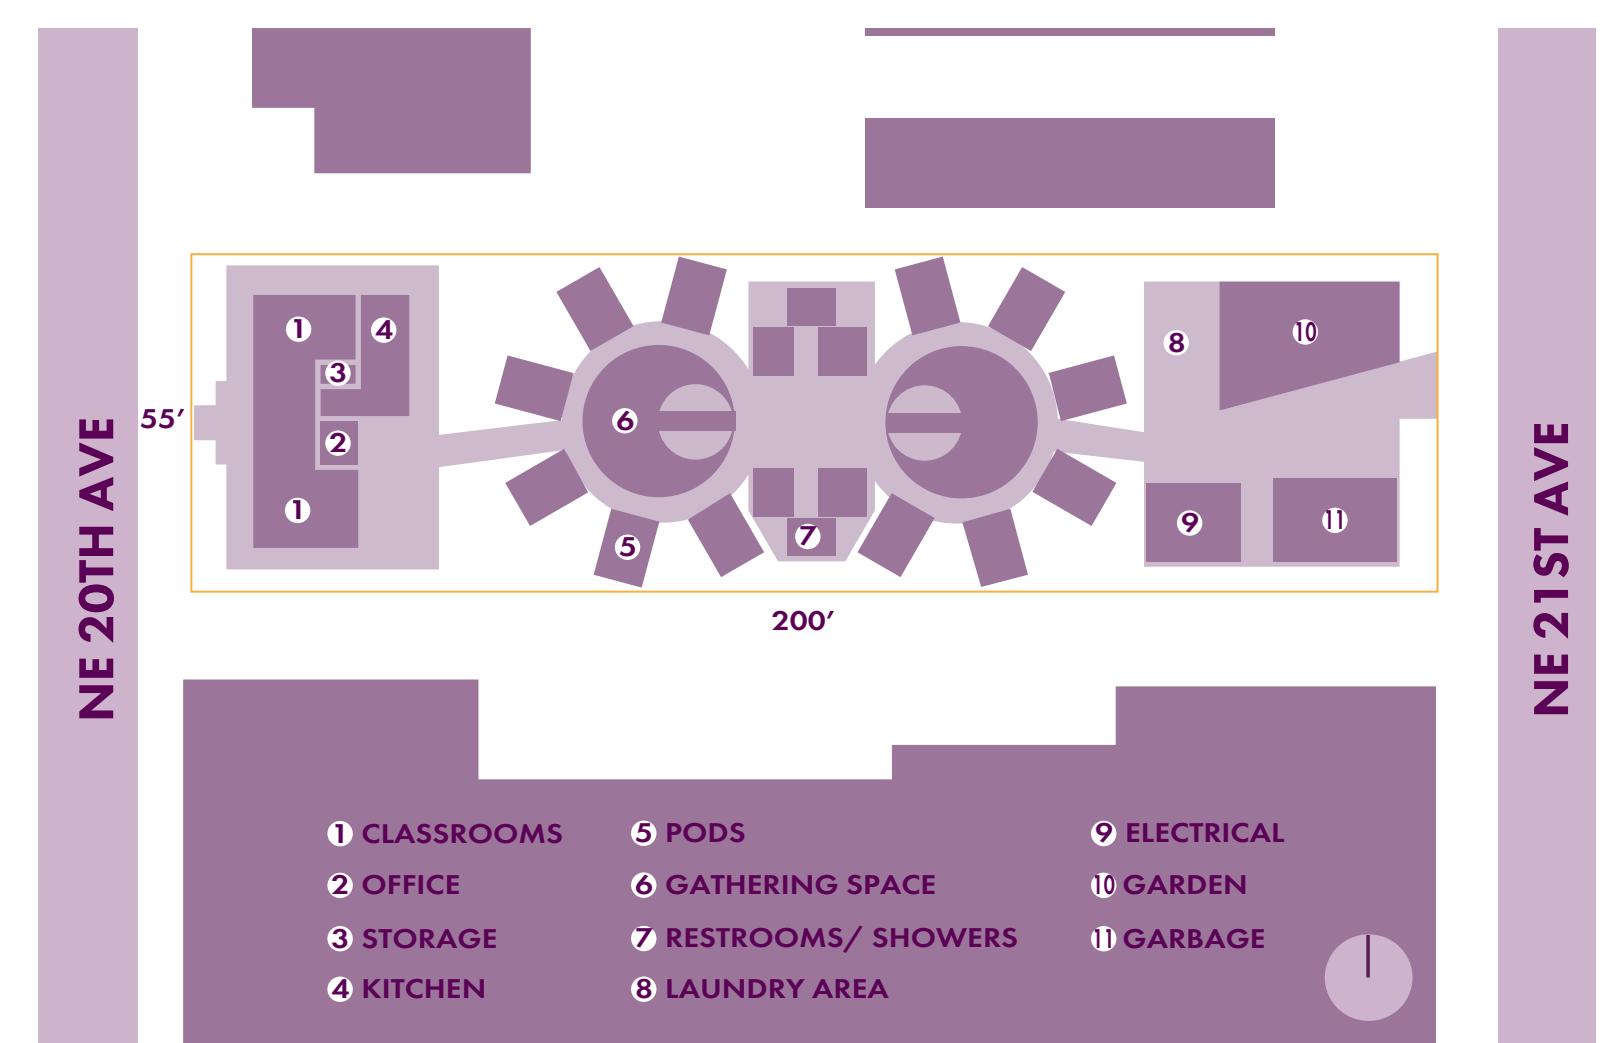 1
4
3
2
1
55′
6
5
7
8
10
9
11
200′
NE 20TH AVE
NE 21ST AVE
1 CLASSROOMS
2 OFFICE
3 STORAGE
4 KITCHEN
5 PODS
6 GATHERING SPACE
7 RESTROOMS/ SHOWERS
8 LAUNDRY AREA
9 ELECTRICAL
10 GARDEN
11 GARBAGE